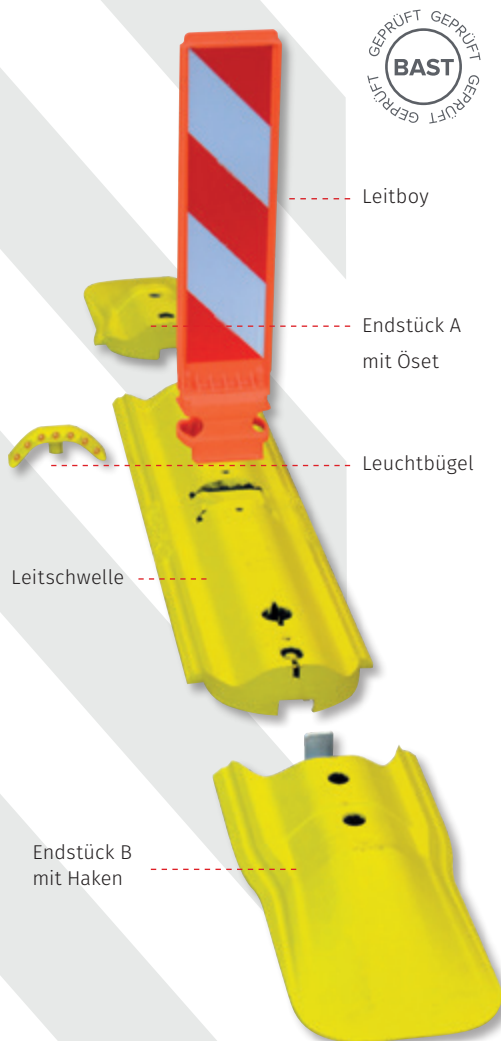 GEPRÜFT GEPRÜFT
BAST
GEPRÜFT GEPRÜFT
Leitboy
Endstück A
mit Öset
Leuchtbügel
Leitschwelle
Endstück B
mit Haken